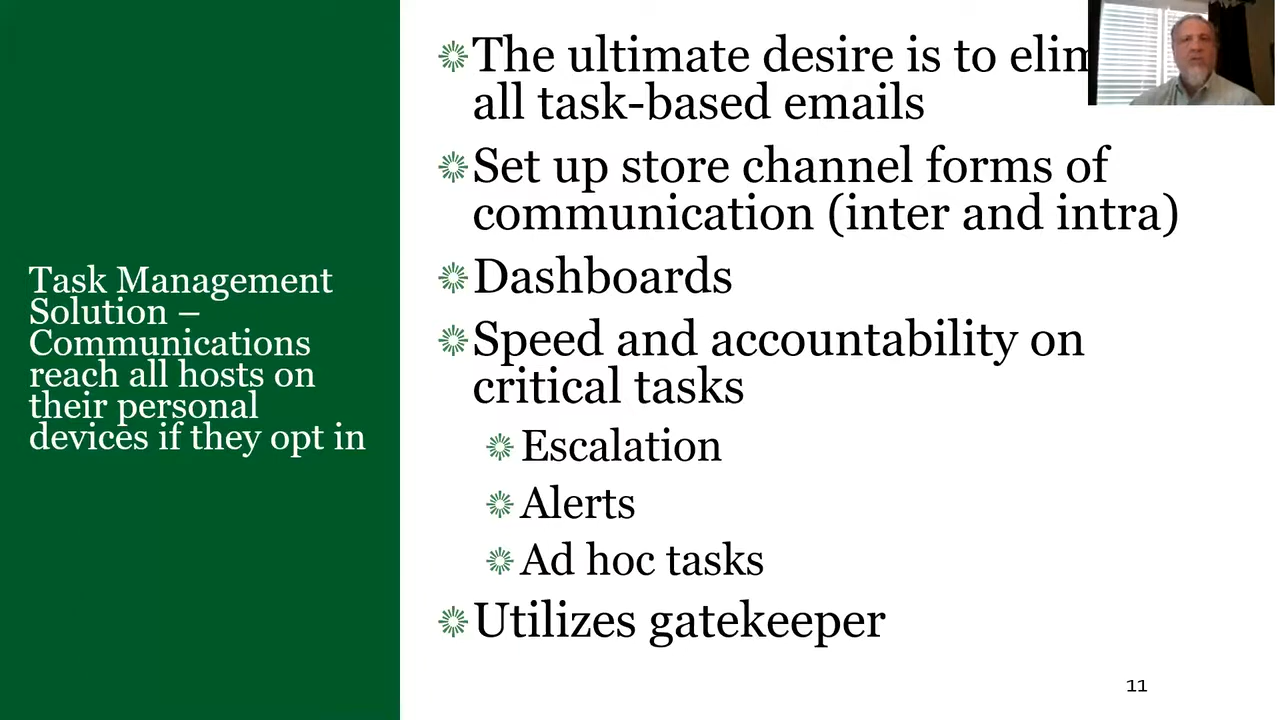 Task Management
Solution –
Communications
reach all hosts on
their personal
devices if they opt in
The ultimate desire is to
all task-based emails
Set up store channel forms of
communication (inter and intra)
Dashboards
Speed and accountability on
critical tasks
Escalation
Alerts
Ad hoc tasks
Utilizes gatekeeper
11